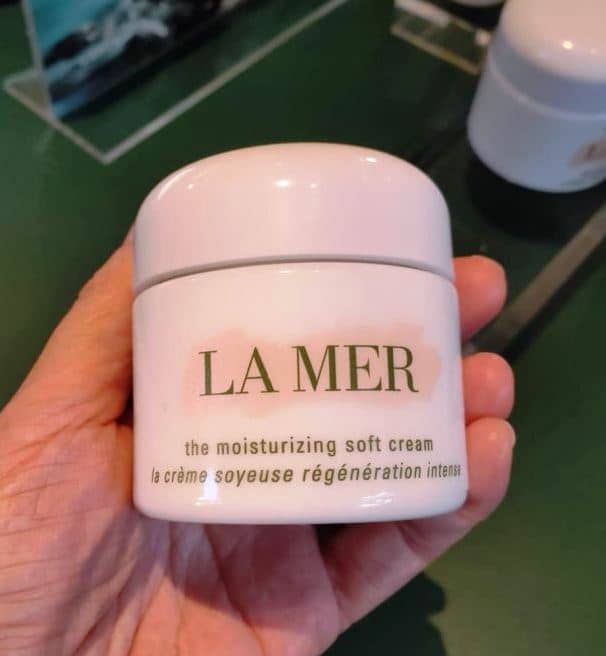 LA MER
the moisturizing soft cream
la crème soyeuse régénération intense